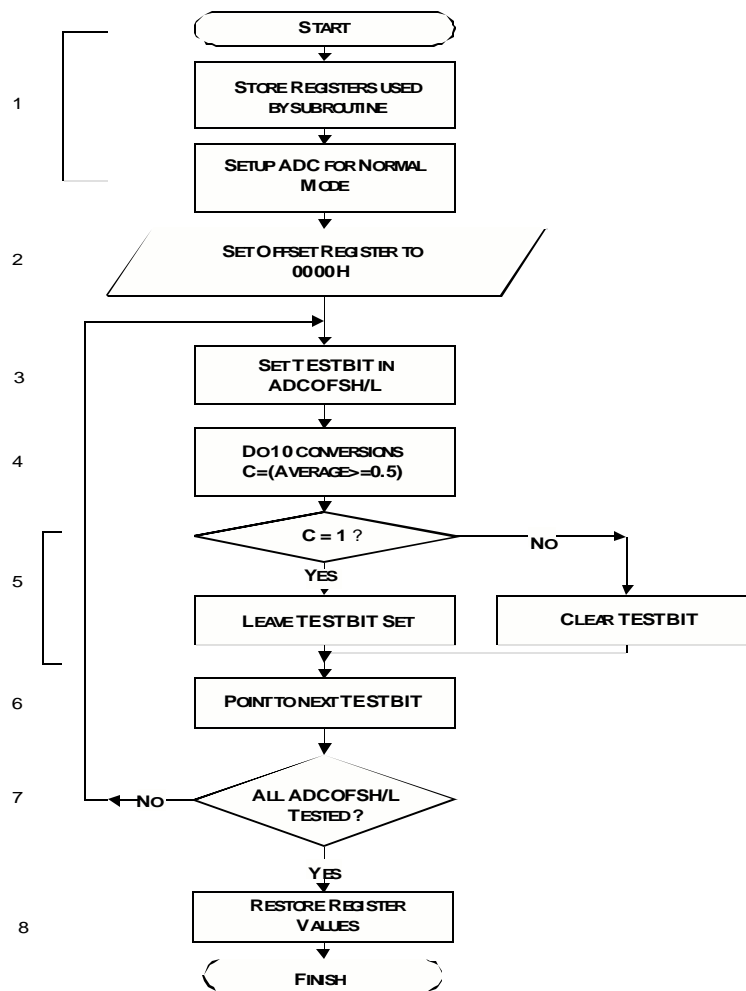 START
1
STORE REGISTERS USED
BY SUBROUTINE
SETUP ADC FOR NORMAL
MODE
2
SET OFFSET REGISTER TO
0000H
3
SET TESTBIT IN
ADCOFSH/L
4
DO 10 CONVERSIONS
C=(AVERAGE>=0.5)
C = 1 ?
NO
YES
5
LEAVE TESTBIT SET
CLEAR TESTBIT
6
POINT TO NEXT TESTBIT
7
ALL ADCOFSH/L
TESTED?
NO
YES
8
RESTORE REGISTER
VALUES
FINISH